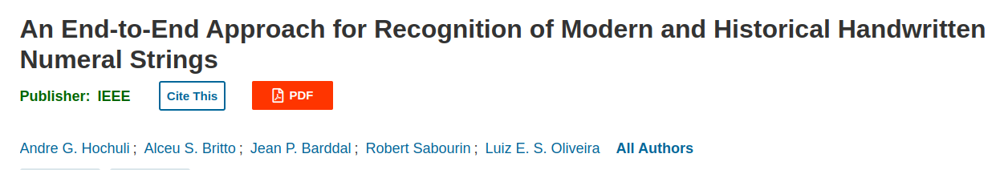 An End-to-End Approach for Recognition of Modern and Historical Handwritten
Numeral Strings
Publisher: IEEE Cite This PDF
Andre G. Hochuli ; Alceu S. Britto ; Jean P. Barddal ; Robert Sabourin ; Luiz E. S. Oliveira All Authors